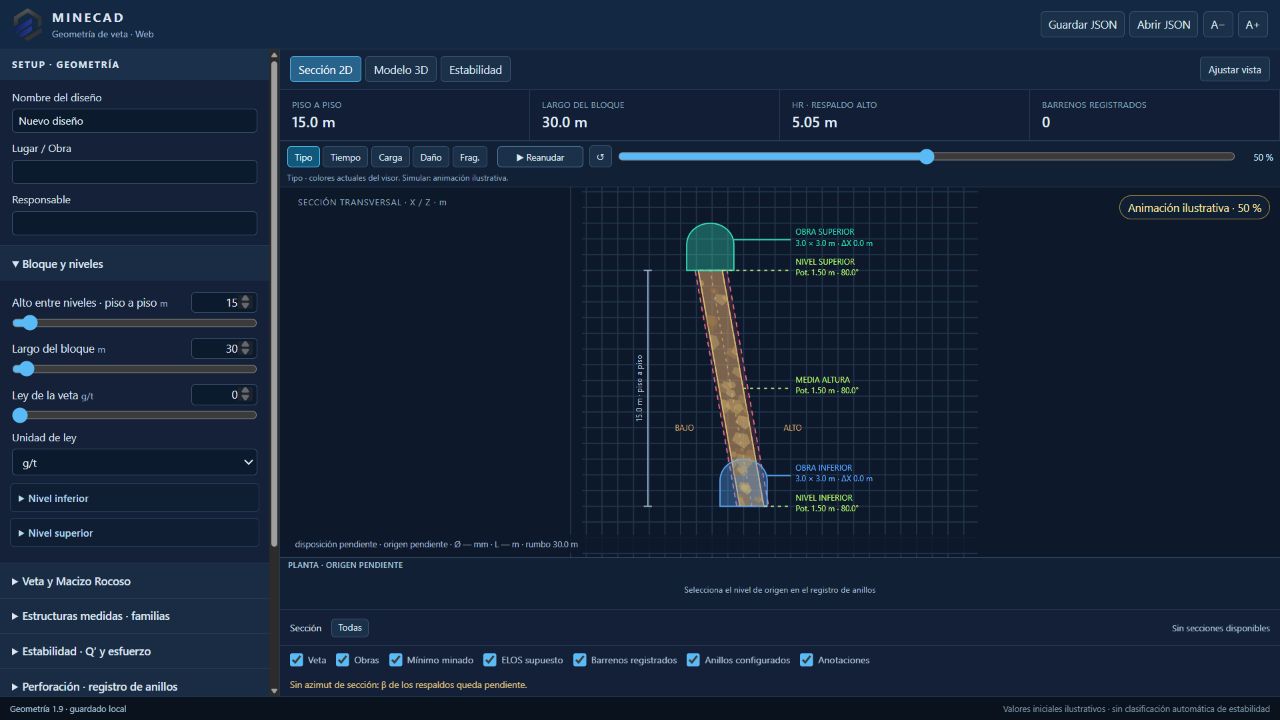 MINECAD
Geometría de veta · Web
Guardar JSON
Abrir JSON
A−
A+
SETUP · GEOMETRÍA
Nombre del diseño
Nuevo diseño
Lugar / Obra
Responsable
▼ Bloque y niveles
Alto entre niveles · piso a piso m
15
Largo del bloque m
30
Ley de la veta g/t
0
Unidad de ley
g/t
▶ Nivel inferior
▶ Nivel superior
▶ Veta y Macizo Rocoso
▶ Estructuras medidas · familias
▶ Estabilidad · Q' y esfuerzo
▶ Perforación · registro de anillos
Sección 2D
Modelo 3D
Estabilidad
Ajustar vista
PISO A PISO
15.0 m
LARGO DEL BLOQUE
30.0 m
HR · RESPALDO ALTO
5.05 m
BARRENOS REGISTRADOS
0
Tipo
Tiempo
Carga
Daño
Frag.
▶ Reanudar
↺
50 %
Tipo · colores actuales del visor. Simular: animación ilustrativa.
SECCIÓN TRANSVERSAL · X / Z · m
Animación ilustrativa · 50 %
OBRA SUPERIOR
3.0 × 3.0 m · ΔX 0.0 m
NIVEL SUPERIOR
Pot. 1.50 m · 80.0°
15.0 m · piso a piso
MEDIA ALTURA
Pot. 1.50 m · 80.0°
BAJO
ALTO
OBRA INFERIOR
3.0 × 3.0 m · ΔX 0.0 m
NIVEL INFERIOR
Pot. 1.50 m · 80.0°
disposición pendiente · origen pendiente · Ø — mm · L — m · rumbo 30.0 m
PLANTA · ORIGEN PENDIENTE
Selecciona el nivel de origen en el registro de anillos
Sección
Todas
Sin secciones disponibles
Veta
Obras
Mínimo minado
ELOS supuesto
Barrenos registrados
Anillos configurados
Anotaciones
Sin azimut de sección: β de los respaldos queda pendiente.
Geometría 1.9 · guardado local
Valores iniciales ilustrativos · sin clasificación automática de estabilidad